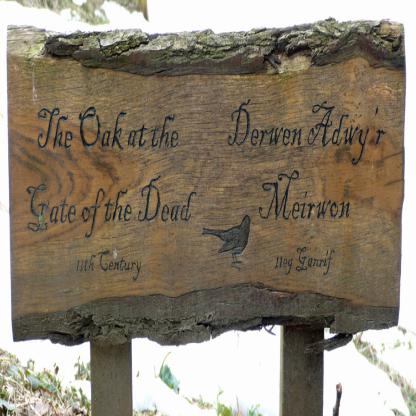 The Oak at the
Gate of the Dead
11th Century
Derwen Adwy'r
Meirwon
11eg Ganrif